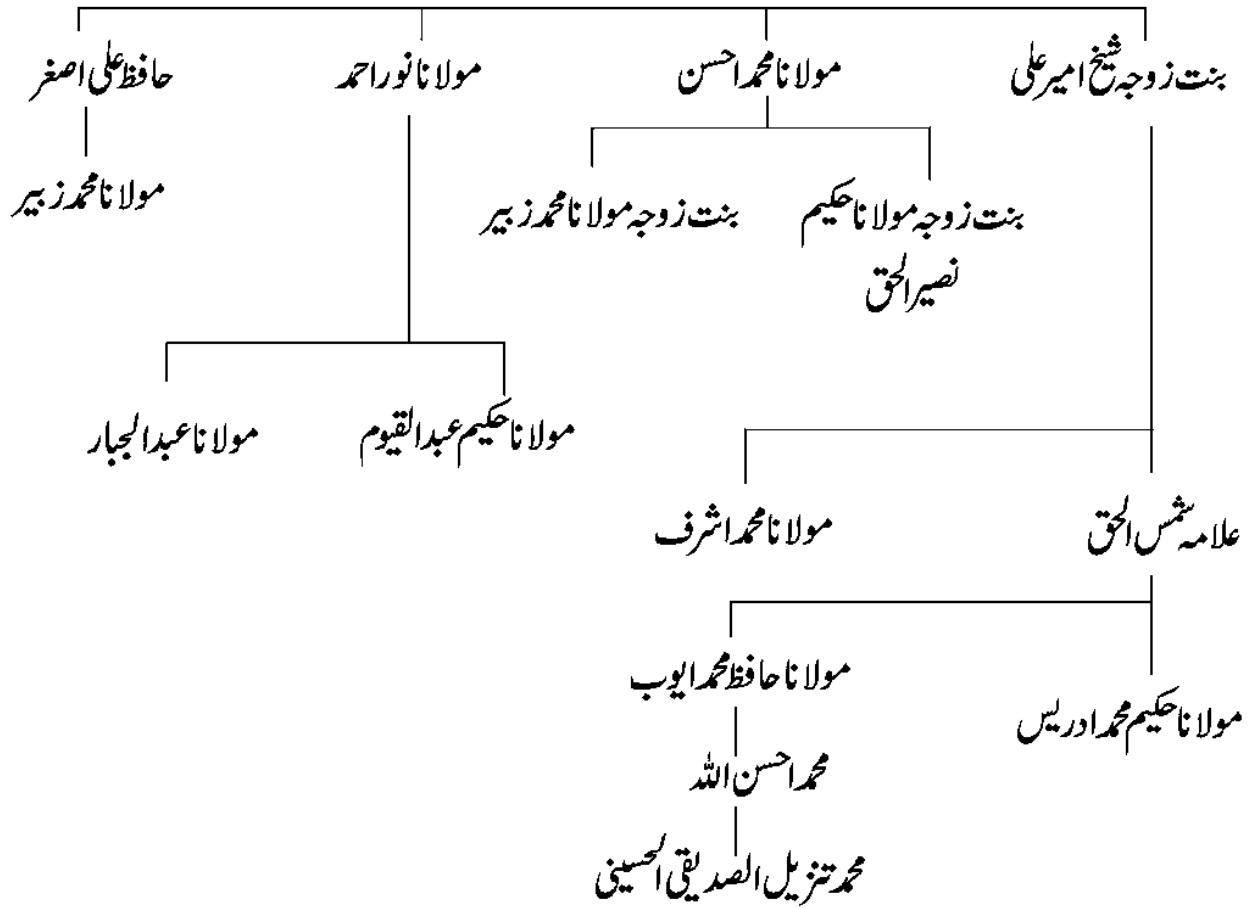 بنت زوجہ شیخ امیر علی
مولانا محمد احسن
مولانا نور احمد
حافظ علی اصغر
مولانا محمد زبیر
بنت زوجہ مولانا حکیم
نصیر الحق
بنت زوجہ مولانا محمد زبیر
مولانا حکیم عبدالقیوم
مولانا عبدالجبار
علامہ شمس الحق
مولانا محمد اشرف
مولانا حافظ محمد ایوب
مولانا حکیم محمد ادریس
محمد احسن اللہ
محمد تنزیل الصدیقی الحسینی